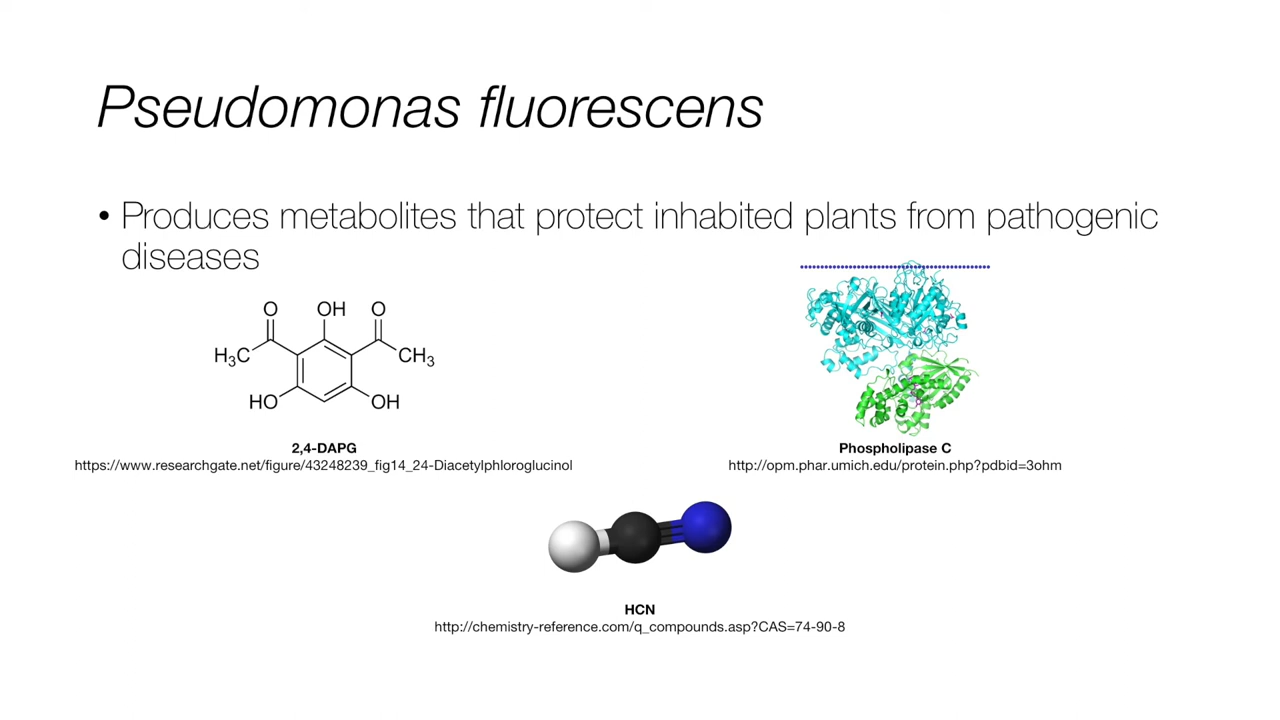 Pseudomonas fluorescens
• Produces metabolites that protect inhabited plants from pathogenic
diseases
O
OH
O
H₃C
CH₃
HO
OH
2,4-DAPG
https://www.researchgate.net/figure/43248239_fig14_24-Diacetylphloroglucinol
Phospholipase C
http://opm.phar.umich.edu/protein.php?pdbid=3ohm
HCN
http://chemistry-reference.com/q_compounds.asp?CAS=74-90-8